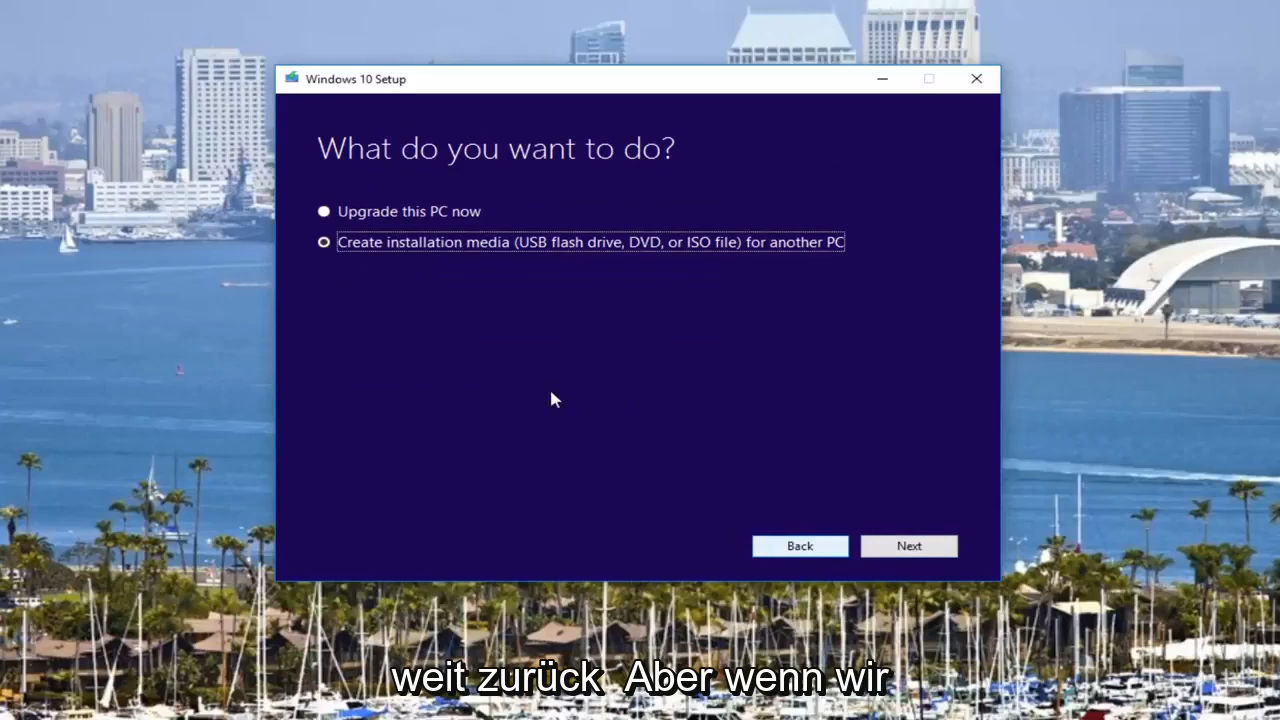 Windows 10 Setup
What do you want to do?
Upgrade this PC now
Create installation media (USB flash drive, DVD, or ISO file) for another PC
Back
Next
weit zurück Aber wenn wir